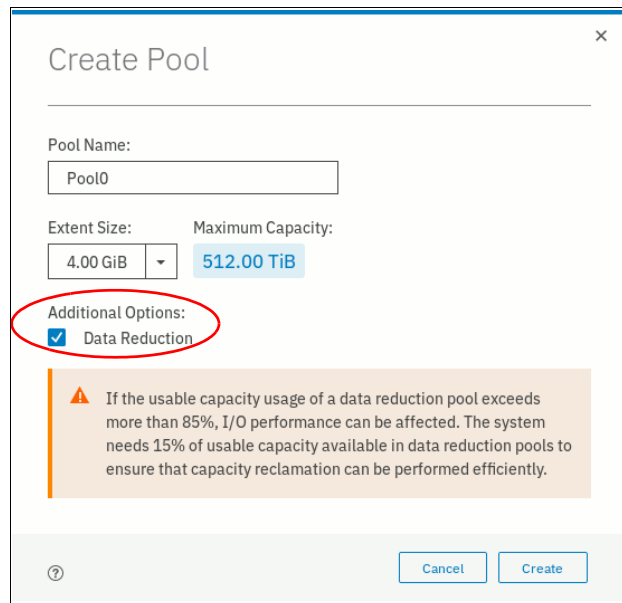 Create Pool
Pool Name:
Pool0
Extent Size: Maximum Capacity:
4.00 GiB 512.00 TiB
Additional Options:
Data Reduction
If the usable capacity usage of a data reduction pool exceeds
more than 85%, I/O performance can be affected. The system
needs 15% of usable capacity available in data reduction pools to
ensure that capacity reclamation can be performed efficiently.
Cancel Create